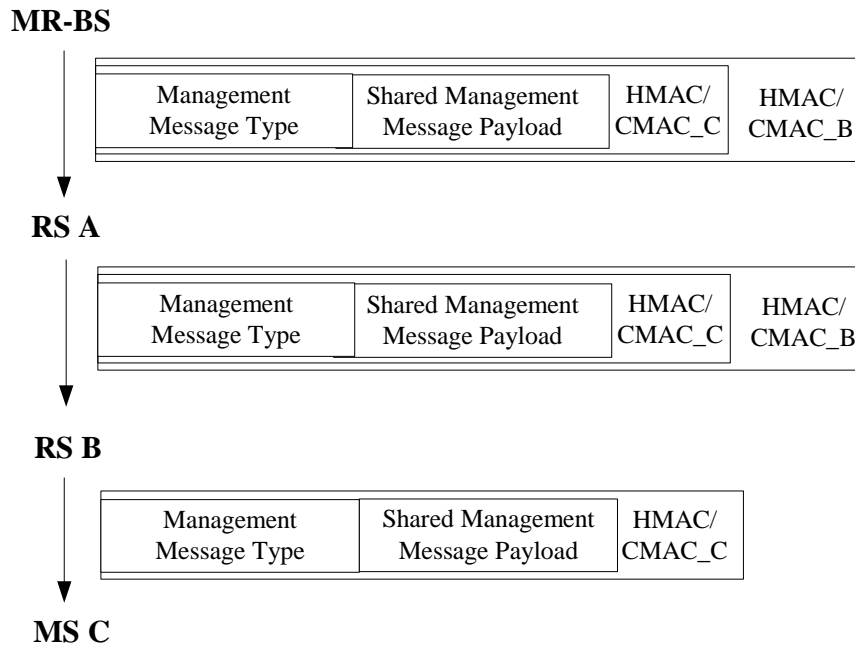 MR-BS
Management
Message Type
Shared Management
Message Payload
HMAC/
CMAC_C
HMAC/
CMAC_B
RS A
Management
Message Type
Shared Management
Message Payload
HMAC/
CMAC_C
HMAC/
CMAC_B
RS B
Management
Message Type
Shared Management
Message Payload
HMAC/
CMAC_C
MS C